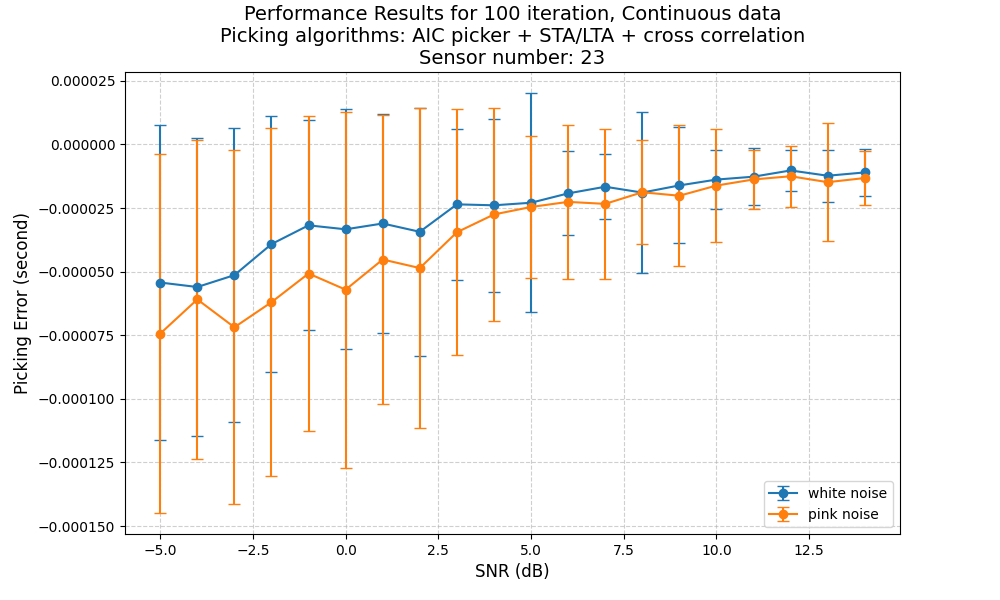 Performance Results for 100 iteration, Continuous data
Picking algorithms: AIC picker + STA/LTA + cross correlation
Sensor number: 23
Picking Error (second)
0.000025
0.000000
−0.000025
−0.000050
−0.000075
−0.000100
−0.000125
−0.000150
white noise
pink noise
−5.0 −2.5 0.0 2.5 5.0 7.5 10.0 12.5
SNR (dB)